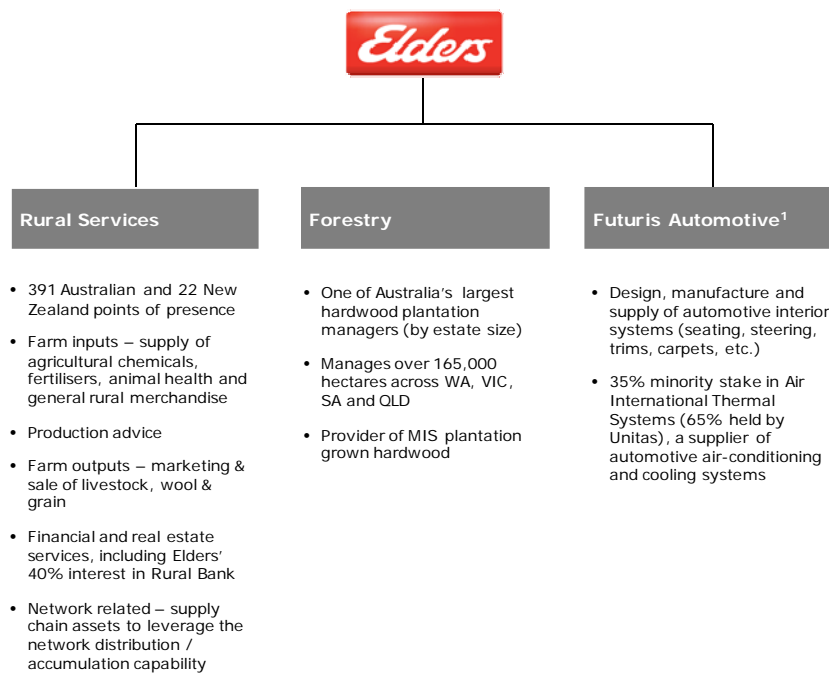 Elders
Rural Services
• 391 Australian and 22 New
Zealand points of presence
• Farm inputs – supply of
agricultural chemicals,
fertilisers, animal health and
general rural merchandise
• Production advice
• Farm outputs – marketing &
sale of livestock, wool &
grain
• Financial and real estate
services, including Elders'
40% interest in Rural Bank
• Network related – supply
chain assets to leverage the
network distribution /
accumulation capability
Forestry
• One of Australia's largest
hardwood plantation
managers (by estate size)
• Manages over 165,000
hectares across WA, VIC,
SA and QLD
• Provider of MIS plantation
grown hardwood
Futuris Automotive¹
• Design, manufacture and
supply of automotive interior
systems (seating, steering,
trims, carpets, etc.)
• 35% minority stake in Air
International Thermal
Systems (65% held by
Unitas), a supplier of
automotive air-conditioning
and cooling systems